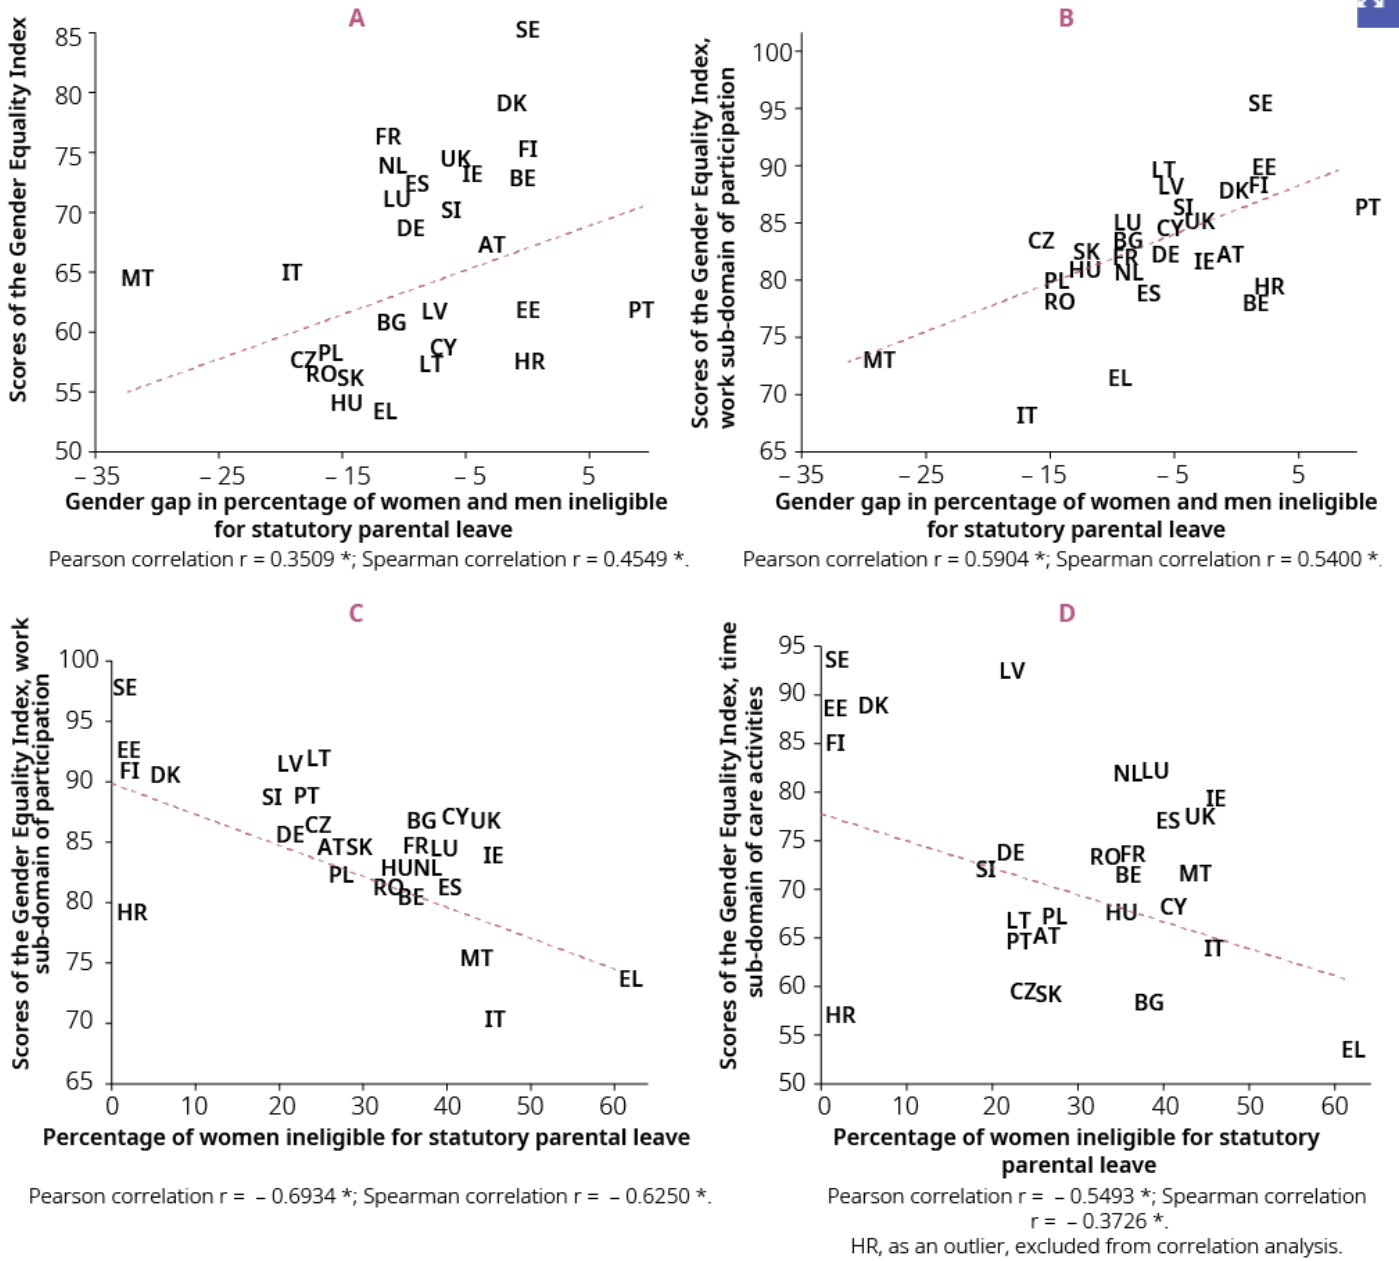 A
Scores of the Gender Equality Index
85
80
75
70
65
60
55
50
SE
DK
FR
FI
UK
NL
IE
BE
ES
LU
SI
DE
AT
IT
MT
LV
EE
PT
BG
CY
PL
CZ
LT
HR
RO
SK
HU
EL
– 35
– 25
– 15
– 5
5
Gender gap in percentage of women and men ineligible
for statutory parental leave
Pearson correlation r = 0.3509 *; Spearman correlation r = 0.4549 *.
B
Scores of the Gender Equality Index,
work sub-domain of participation
100
95
90
85
80
75
70
65
SE
LT
EE
LV
DK
FI
SI
PT
LU
CY
UK
CZ
BG
SK
FR
DE
IE
AT
HU
NL
PL
ES
HR
RO
BE
MT
EL
IT
– 35
– 25
– 15
– 5
5
Gender gap in percentage of women and men ineligible
for statutory parental leave
Pearson correlation r = 0.5904 *; Spearman correlation r = 0.5400 *.
C
Scores of the Gender Equality Index, work
sub-domain of participation
100
95
90
85
80
75
70
65
SE
EE
FI
DK
LV
LT
SI
PT
DE
CZ
BG
CY
UK
AT
SK
FR
LU
IE
PL
HU
NL
RO
BE
ES
HR
MT
EL
IT
0
10
20
30
40
50
60
Percentage of women ineligible for statutory parental leave
Pearson correlation r = – 0.6934 *; Spearman correlation r = – 0.6250 *.
D
Scores of the Gender Equality Index, time
sub-domain of care activities
95
90
85
80
75
70
65
60
55
50
SE
LV
EE
DK
FI
NL
LU
IE
ES
UK
DE
SI
RO
FR
BE
MT
LT
PL
HU
CY
PT
AT
IT
CZ
SK
BG
HR
EL
0
10
20
30
40
50
60
Percentage of women ineligible for statutory
parental leave
Pearson correlation r = – 0.5493 *; Spearman correlation
r = – 0.3726 *.
HR, as an outlier, excluded from correlation analysis.